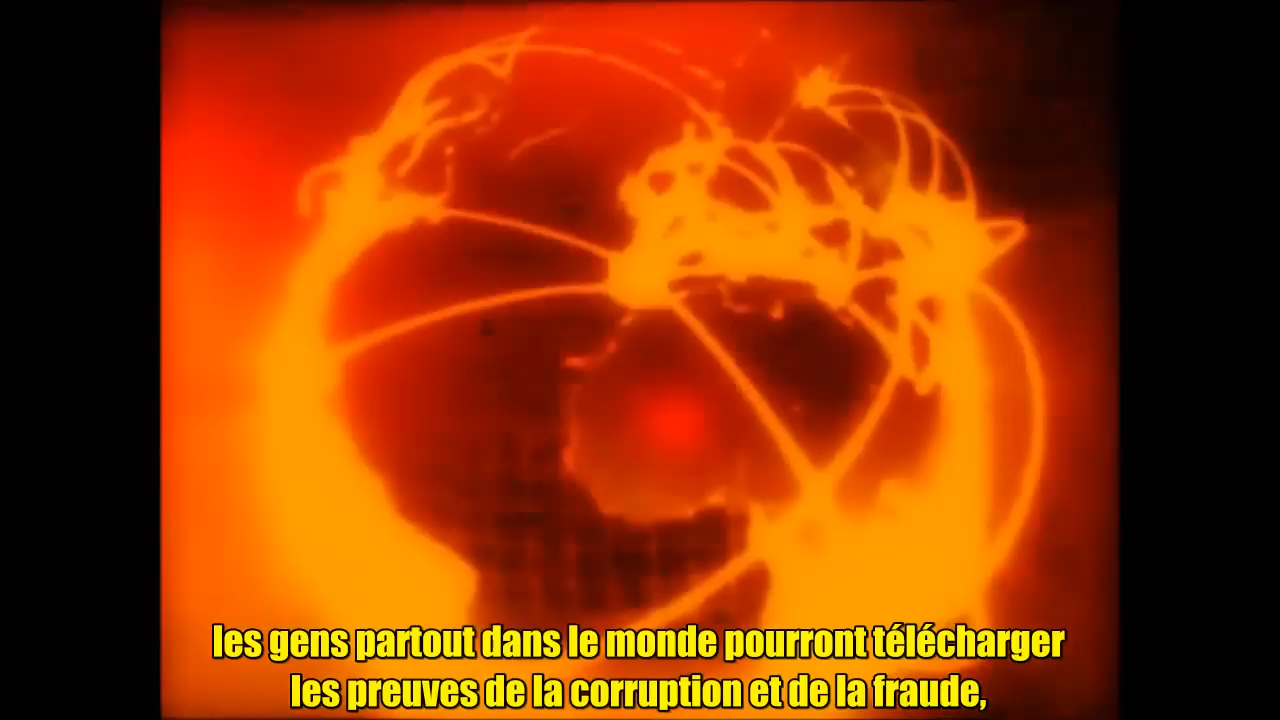 les gens partout dans le monde pourront télécharger
les preuves de la corruption et de la fraude,